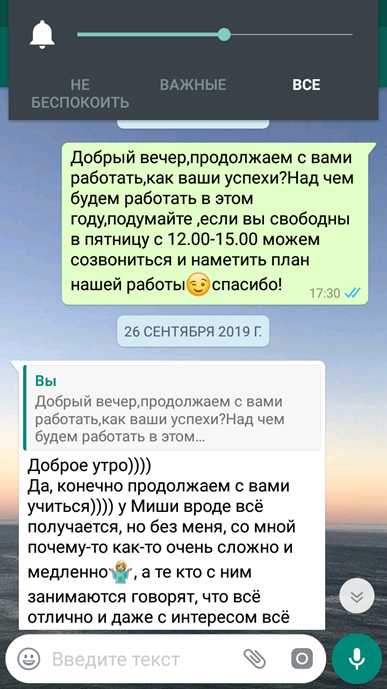 НЕ
БЕСПОКОИТЬ
ВАЖНЫЕ
ВСЕ
Добрый вечер,продолжаем с вами
работать,как ваши успехи?Над чем
будем работать в этом
году,подумайте ,если вы свободны
в пятницу с 12.00-15.00 можем
созвониться и наметить план
нашей работы😉спасибо!
17:30
26 СЕНТЯБРЯ 2019 Г.
Вы
Добрый вечер,продолжаем с вами
работать,как ваши успехи?Над чем
будем работать в этом…
Доброе утро))))
Да, конечно продолжаем с вами
учиться)))) у Миши вроде всё
получается, но без меня, со мной
почему-то как-то очень сложно и
медленно🤷, а те кто с ним
занимаются говорят, что всё
отлично и даже с интересом всё
Введите текст